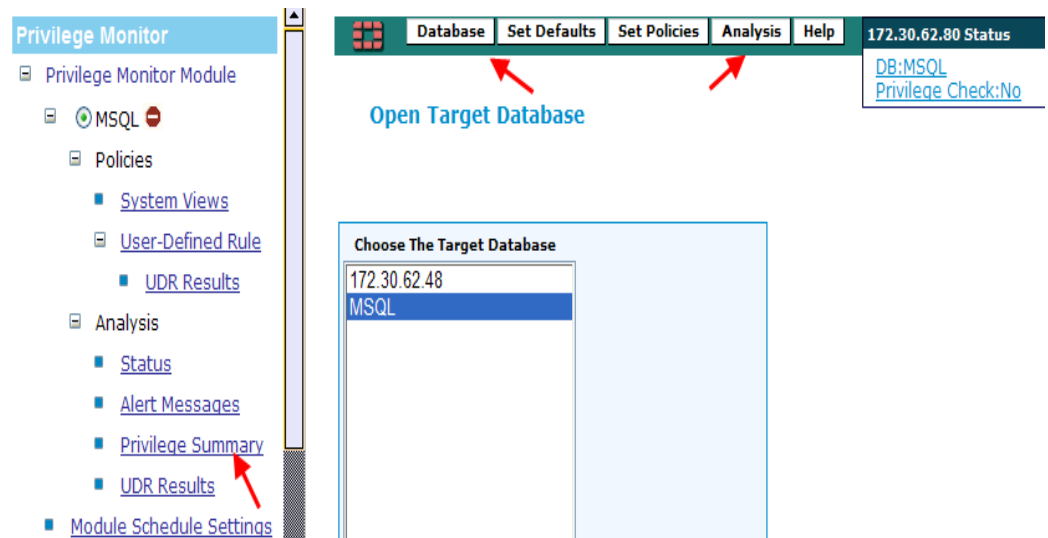 Privilege Monitor
Privilege Monitor Module
MSQL
Policies
System Views
User-Defined Rule
UDR Results
Analysis
Status
Alert Messages
Privilege Summary
UDR Results
Module Schedule Settings
Database Set Defaults Set Policies Analysis Help
172.30.62.80 Status
DB:MSQL
Privilege Check:No
Open Target Database
Choose The Target Database
172.30.62.48
MSQL